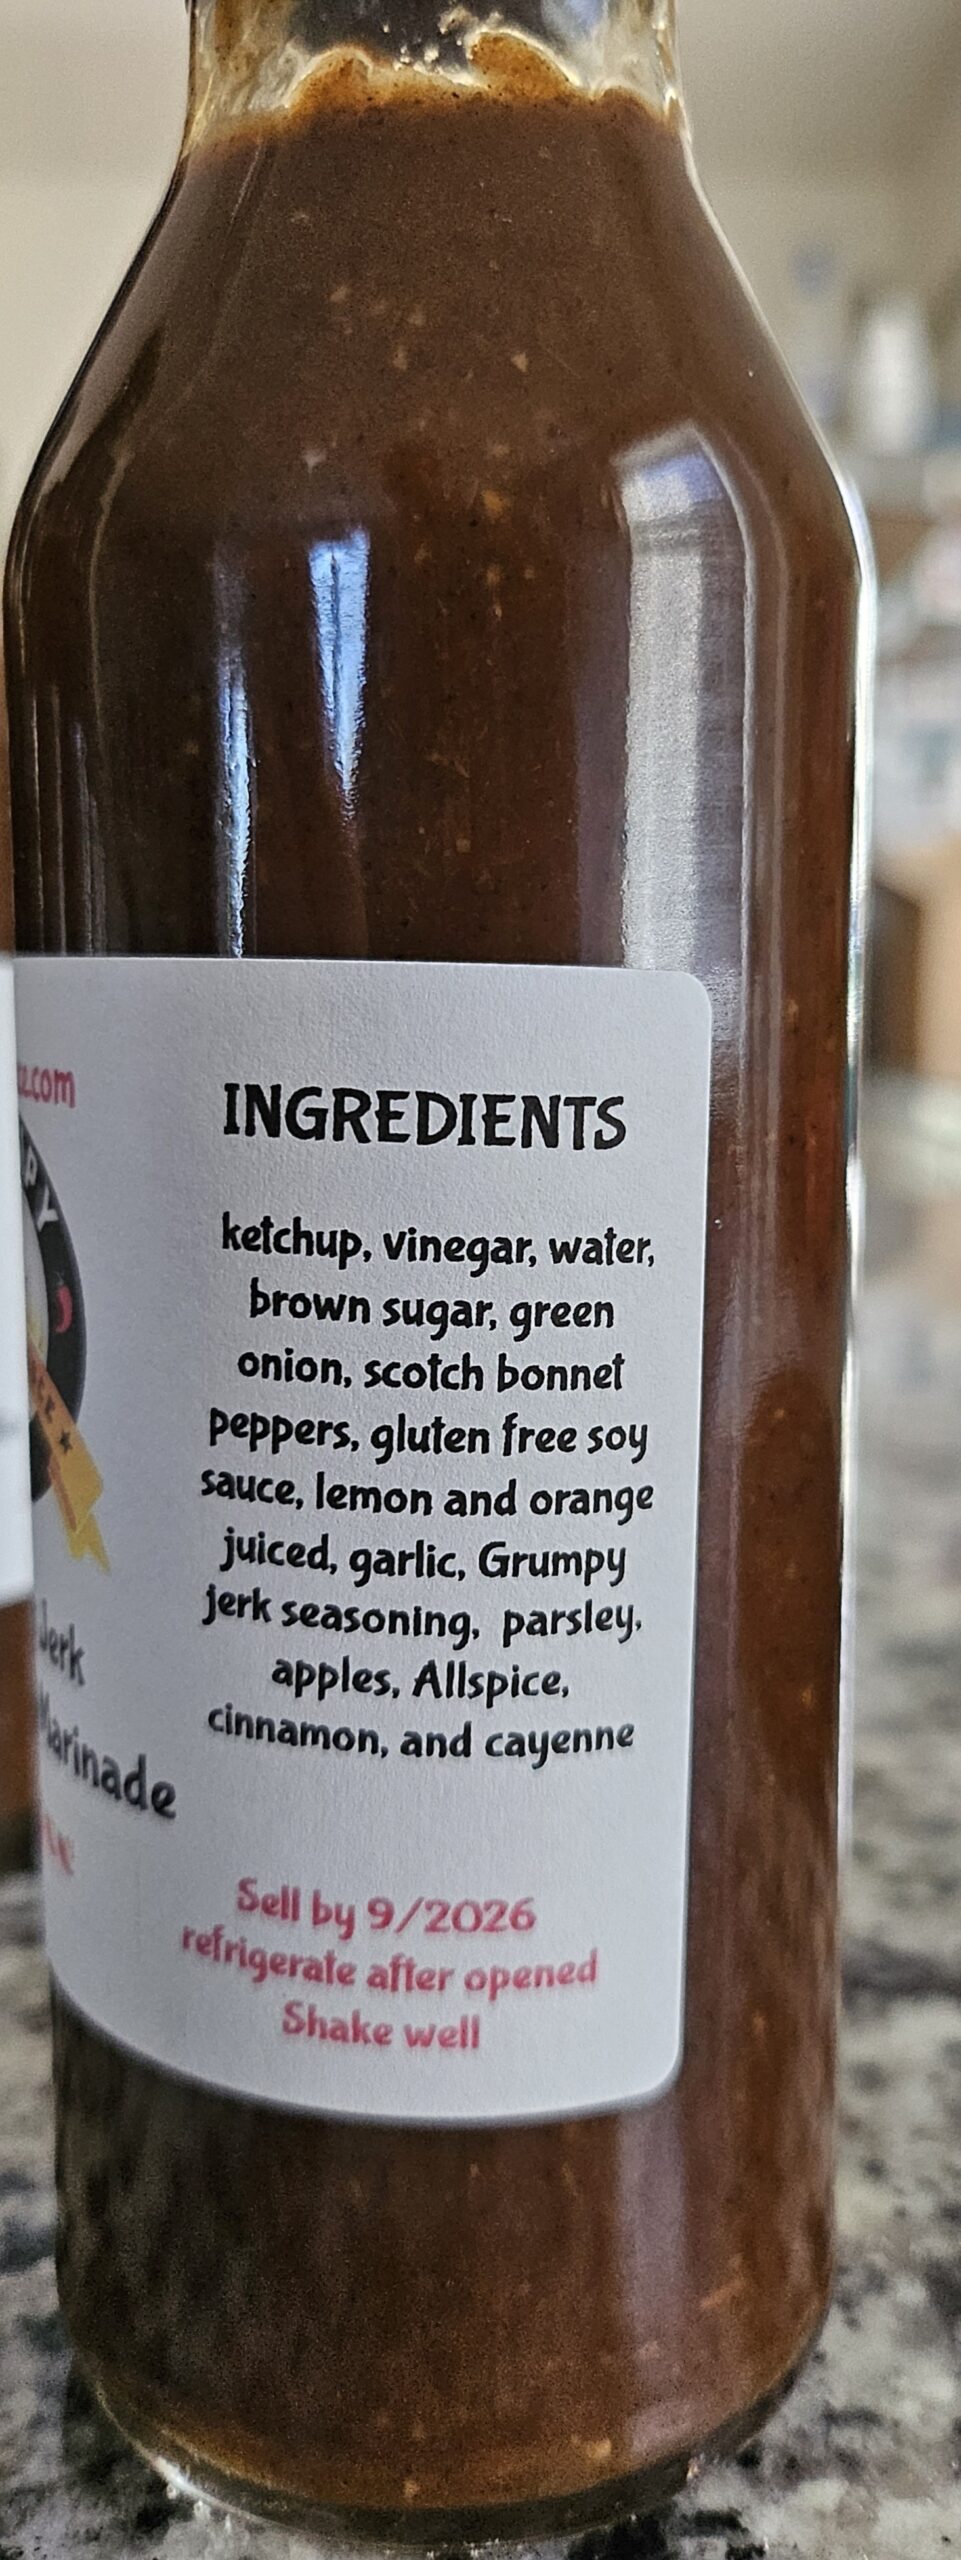 .com
RY
INGREDIENTS
ketchup, vinegar, water,
brown sugar, green
onion, scotch bonnet
peppers, gluten free soy
sauce, lemon and orange
juiced, garlic, Grumpy
jerk seasoning, parsley,
apples, Allspice,
cinnamon, and cayenne
Jerk
Marinade
Sell by 9/2026
refrigerate after opened
Shake well